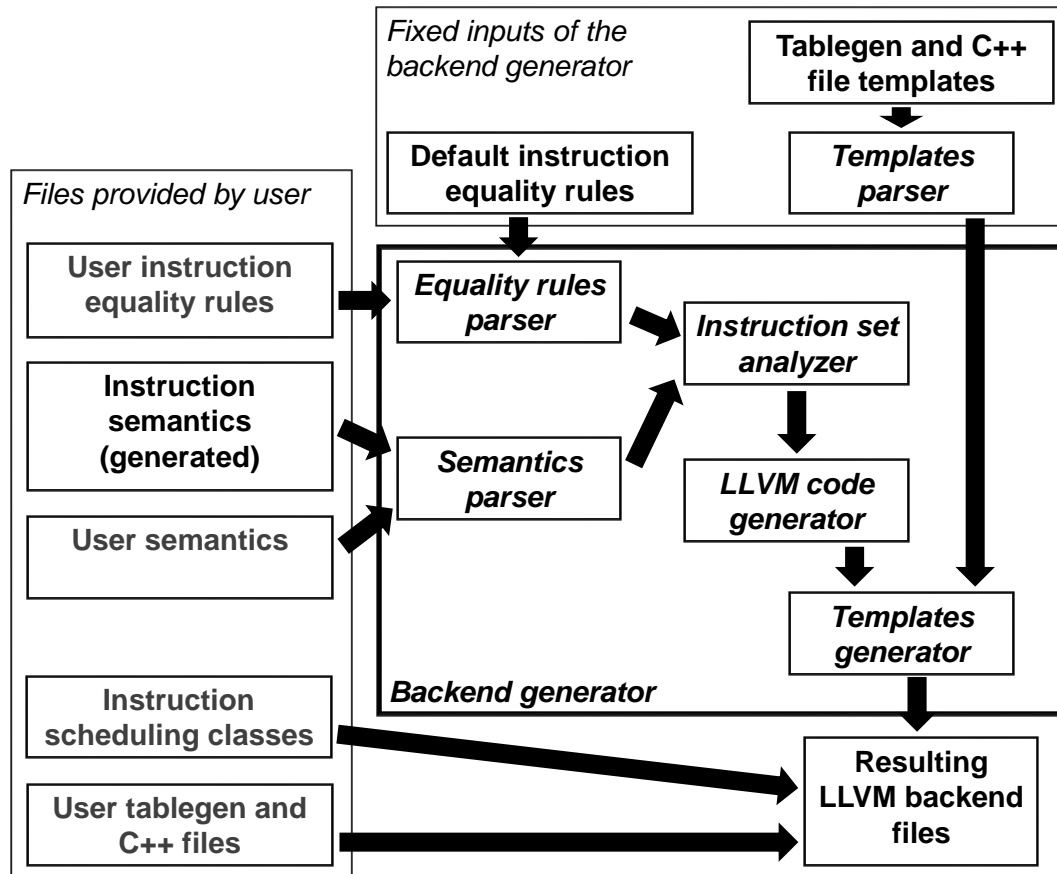 Fixed inputs of the
backend generator
Tablegen and C++
file templates
Default instruction
equality rules
Templates
parser
Files provided by user
User instruction
equality rules
Instruction
semantics
(generated)
User semantics
Instruction
scheduling classes
User tablegen and
C++ files
Equality rules
parser
Semantics
parser
Instruction set
analyzer
LLVM code
generator
Templates
generator
Backend generator
Resulting
LLVM backend
files